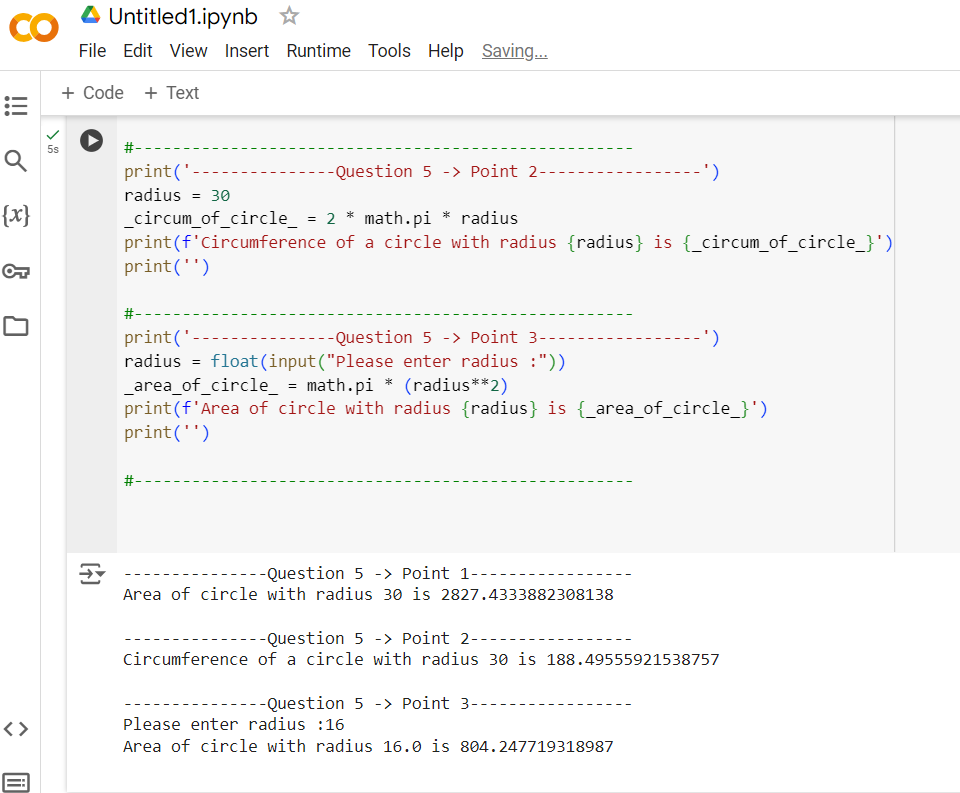 Untitled1.ipynb
File Edit View Insert Runtime Tools Help Saving...
+ Code + Text
5s
#----------------------------------------------------
print('---------------Question 5 -> Point 2-----------------')
radius = 30
_circum_of_circle_ = 2 * math.pi * radius
print(f'Circumference of a circle with radius {radius} is {_circum_of_circle_}')
print('')
#----------------------------------------------------
print('---------------Question 5 -> Point 3-----------------')
radius = float(input("Please enter radius :"))
_area_of_circle_ = math.pi * (radius**2)
print(f'Area of circle with radius {radius} is {_area_of_circle_}')
print('')
#----------------------------------------------------
---------------Question 5 -> Point 1-----------------
Area of circle with radius 30 is 2827.4333882308138
---------------Question 5 -> Point 2-----------------
Circumference of a circle with radius 30 is 188.49555921538757
---------------Question 5 -> Point 3-----------------
Please enter radius :16
Area of circle with radius 16.0 is 804.247719318987